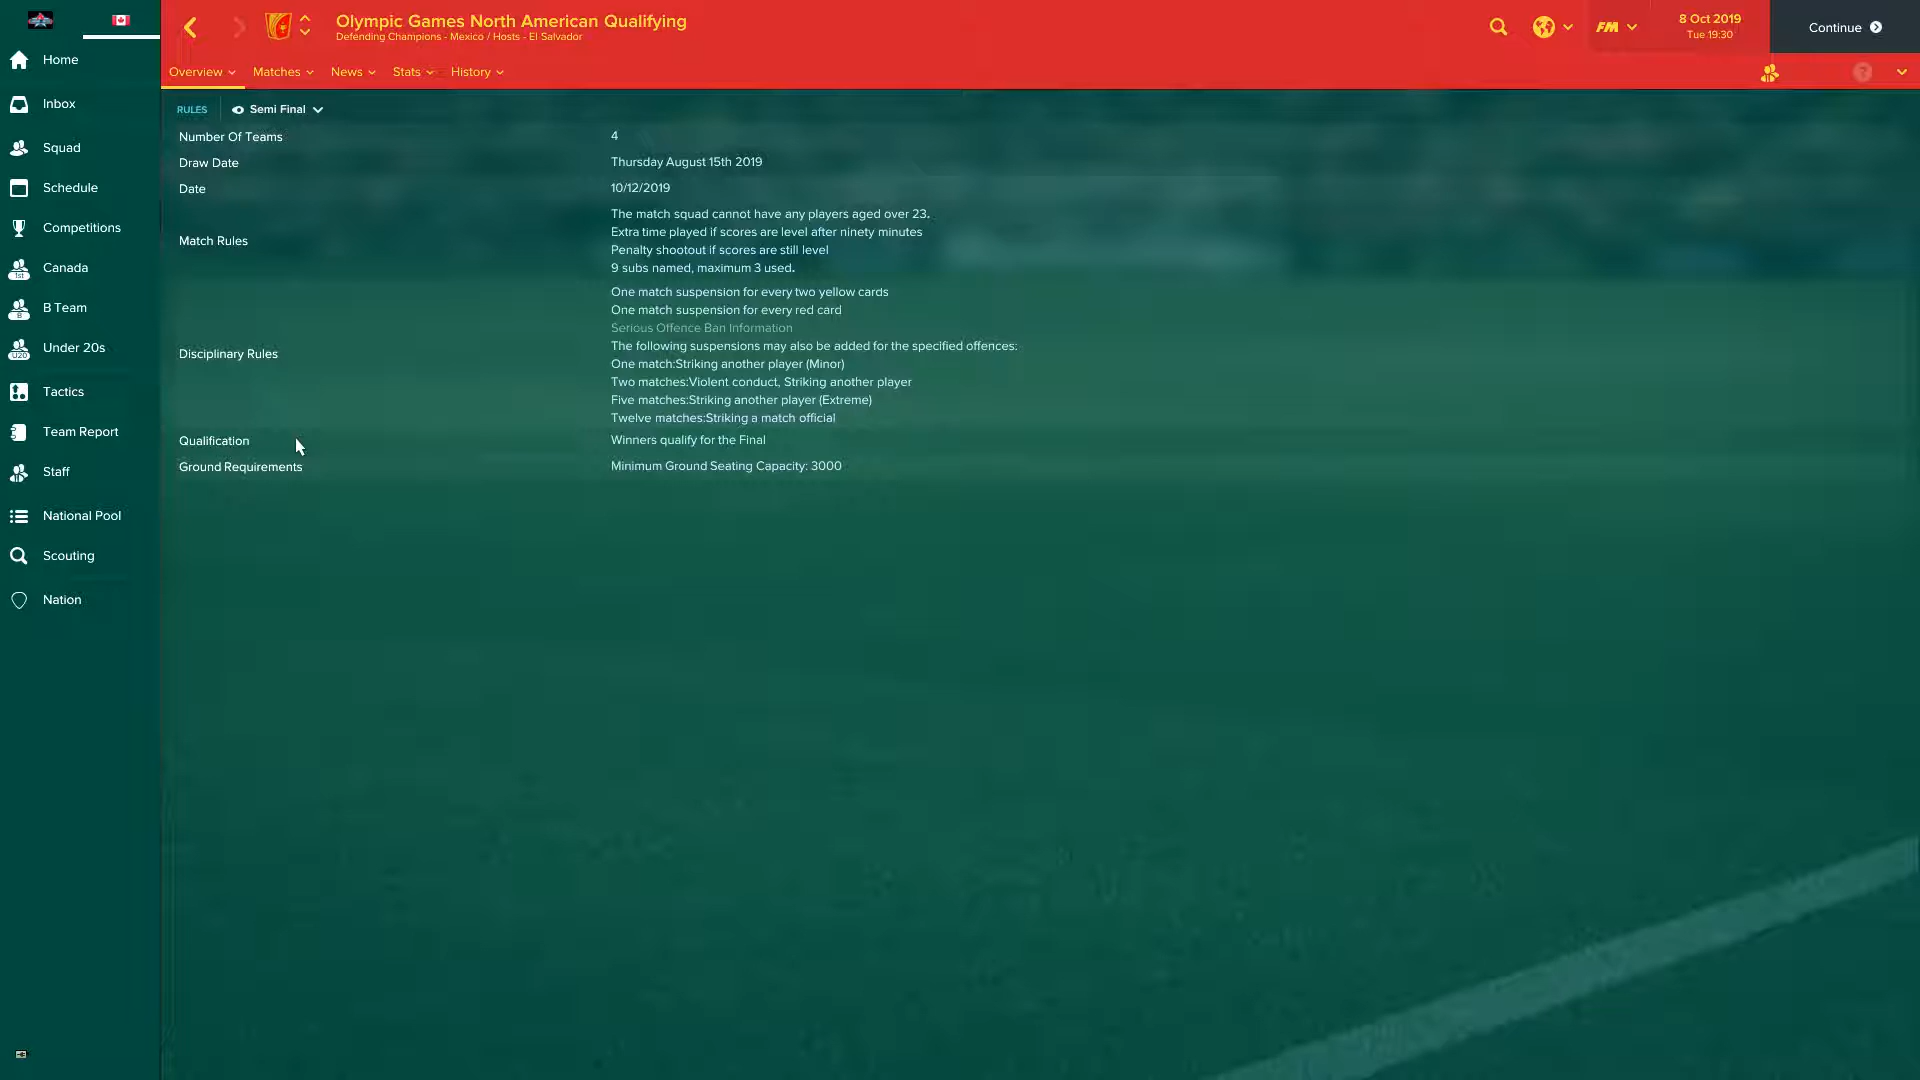 Olympic Games North American Qualifying
Defending Champions - Mexico / Hosts - El Salvador
FM
8 Oct 2019
Tue 19:30
Continue
Home
Inbox
Squad
Schedule
Competitions
1st
Canada
B
B Team
U20
Under 20s
Tactics
Team Report
Staff
National Pool
Scouting
Nation
Overview
Matches
News
Stats
History
?
RULES
Semi Final
Number Of Teams
4
Draw Date
Thursday August 15th 2019
Date
10/12/2019
Match Rules
The match squad cannot have any players aged over 23.
Extra time played if scores are level after ninety minutes
Penalty shootout if scores are still level
9 subs named, maximum 3 used.
Disciplinary Rules
One match suspension for every two yellow cards
One match suspension for every red card
Serious Offence Ban Information
The following suspensions may also be added for the specified offences:
One match:Striking another player (Minor)
Two matches:Violent conduct, Striking another player
Five matches:Striking another player (Extreme)
Twelve matches:Striking a match official
Qualification
Winners qualify for the Final
Ground Requirements
Minimum Ground Seating Capacity: 3000